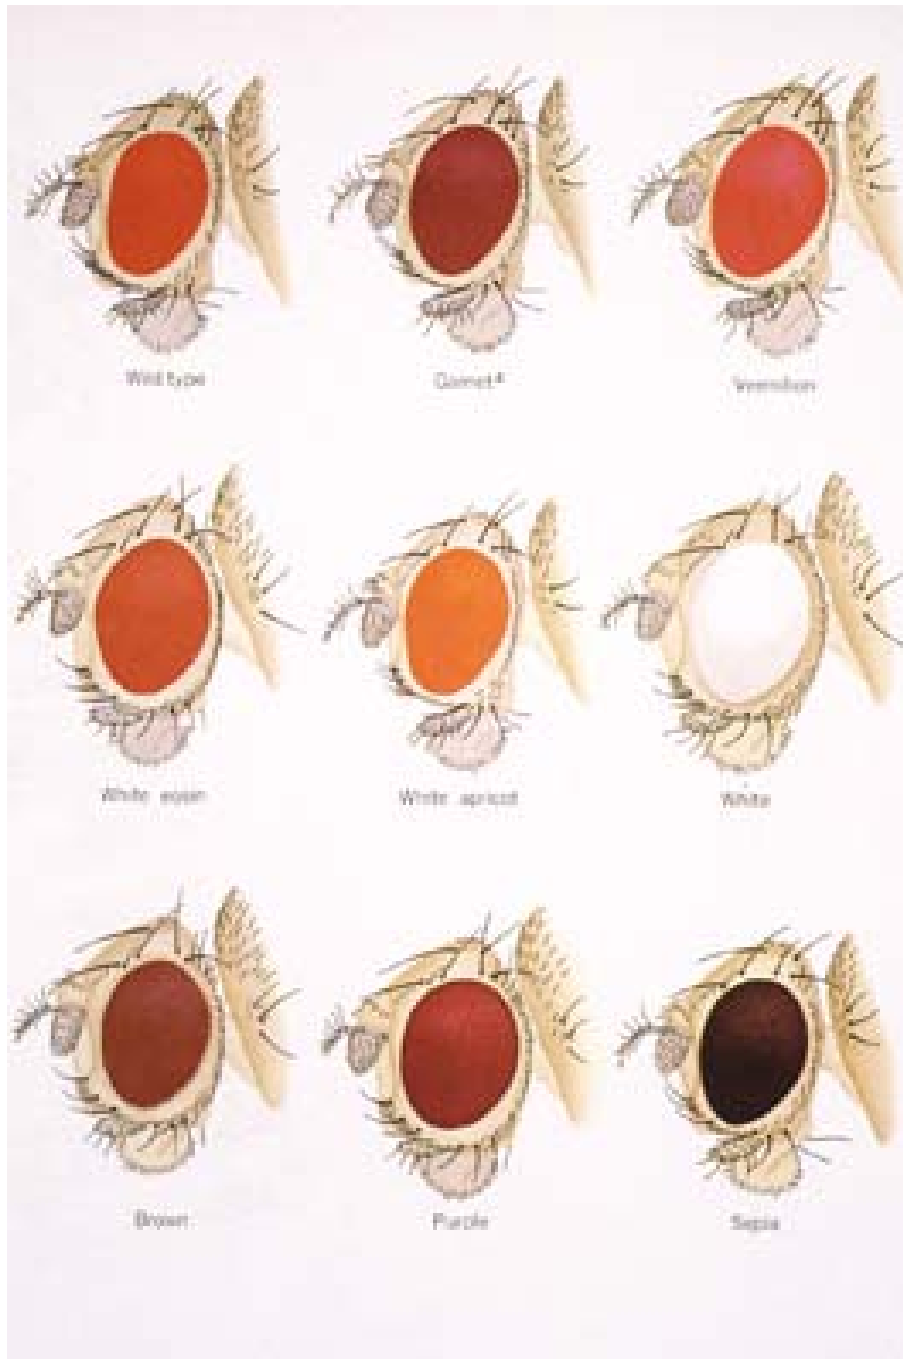 Wild type
Garnet
Vermilion
White eosin
White apricot
White
Brown
Purple
Sepia